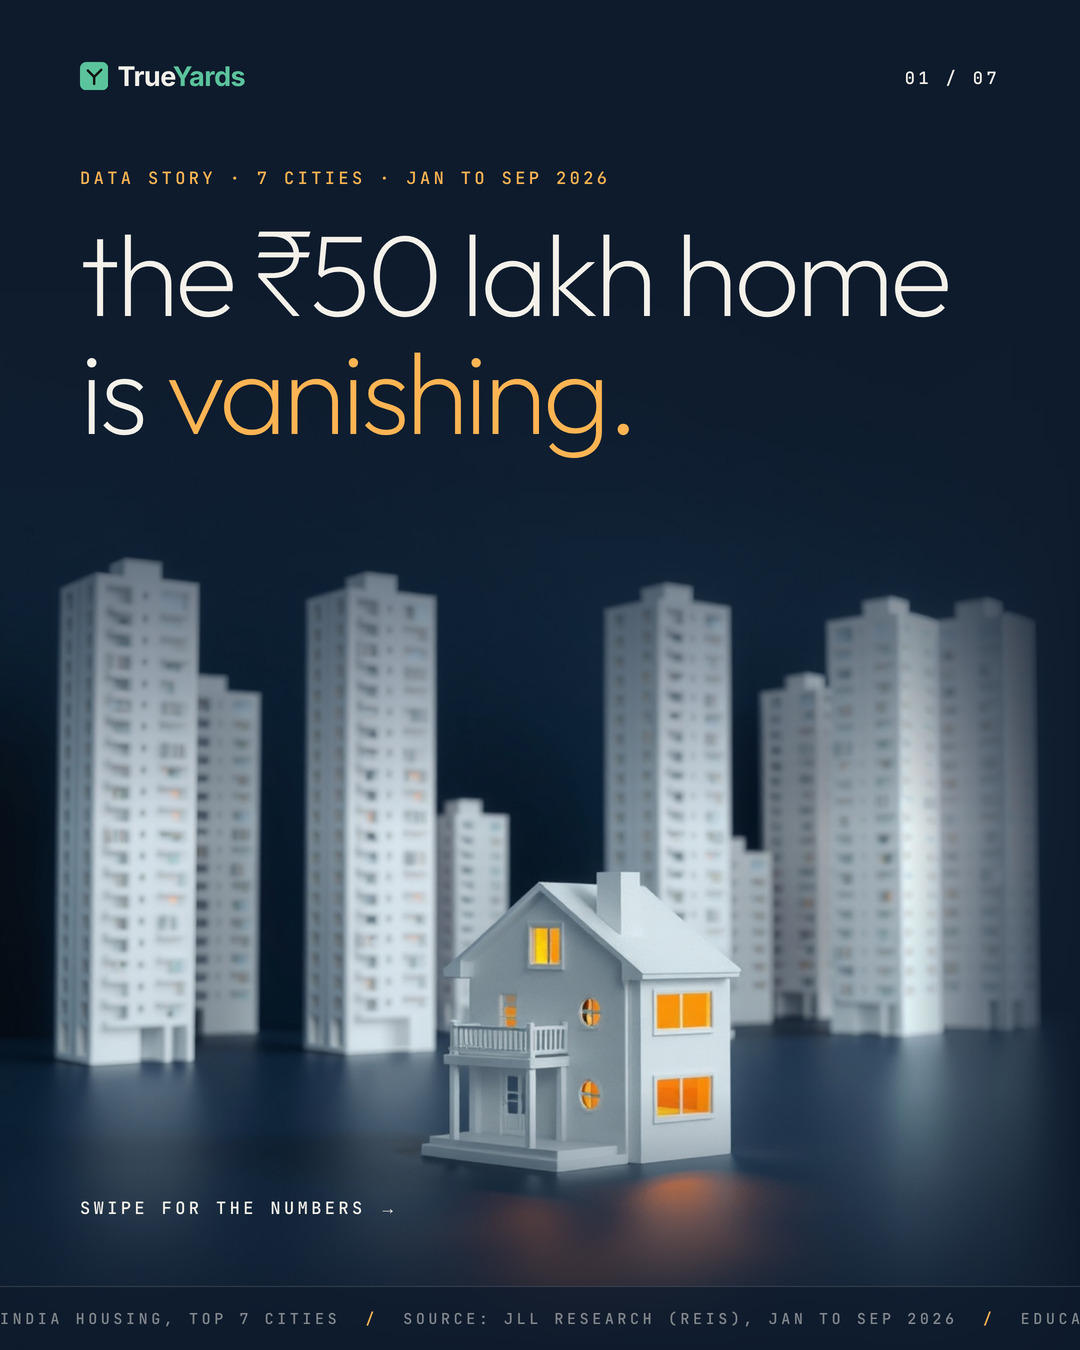 TrueYards
01 / 07
DATA STORY · 7 CITIES · JAN TO SEP 2026
the ₹50 lakh home
is vanishing.
SWIPE FOR THE NUMBERS →
INDIA HOUSING, TOP 7 CITIES / SOURCE: JLL RESEARCH (REIS), JAN TO SEP 2026 / EDUCA